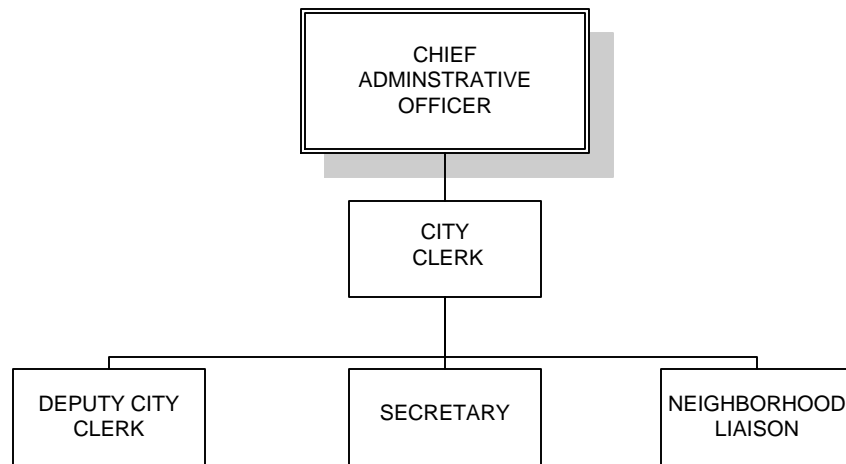 CHIEF
ADMINSTRATIVE
OFFICER
CITY
CLERK
DEPUTY CITY
CLERK
SECRETARY
NEIGHBORHOOD
LIAISON